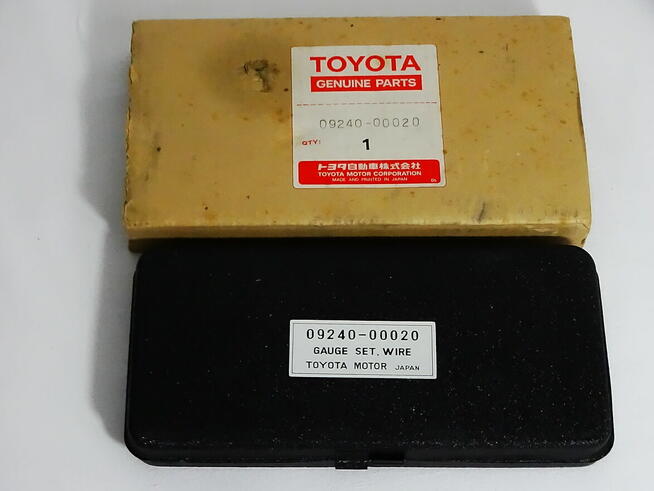 TOYOTA
GENUINE PARTS
09240-00020
QTY: 1
トヨタ自動車株式会社
TOYOTA MOTOR CORPORATION
MADE AND PRINTED IN JAPAN
09240-00020
GAUGE SET, WIRE
TOYOTA MOTOR JAPAN